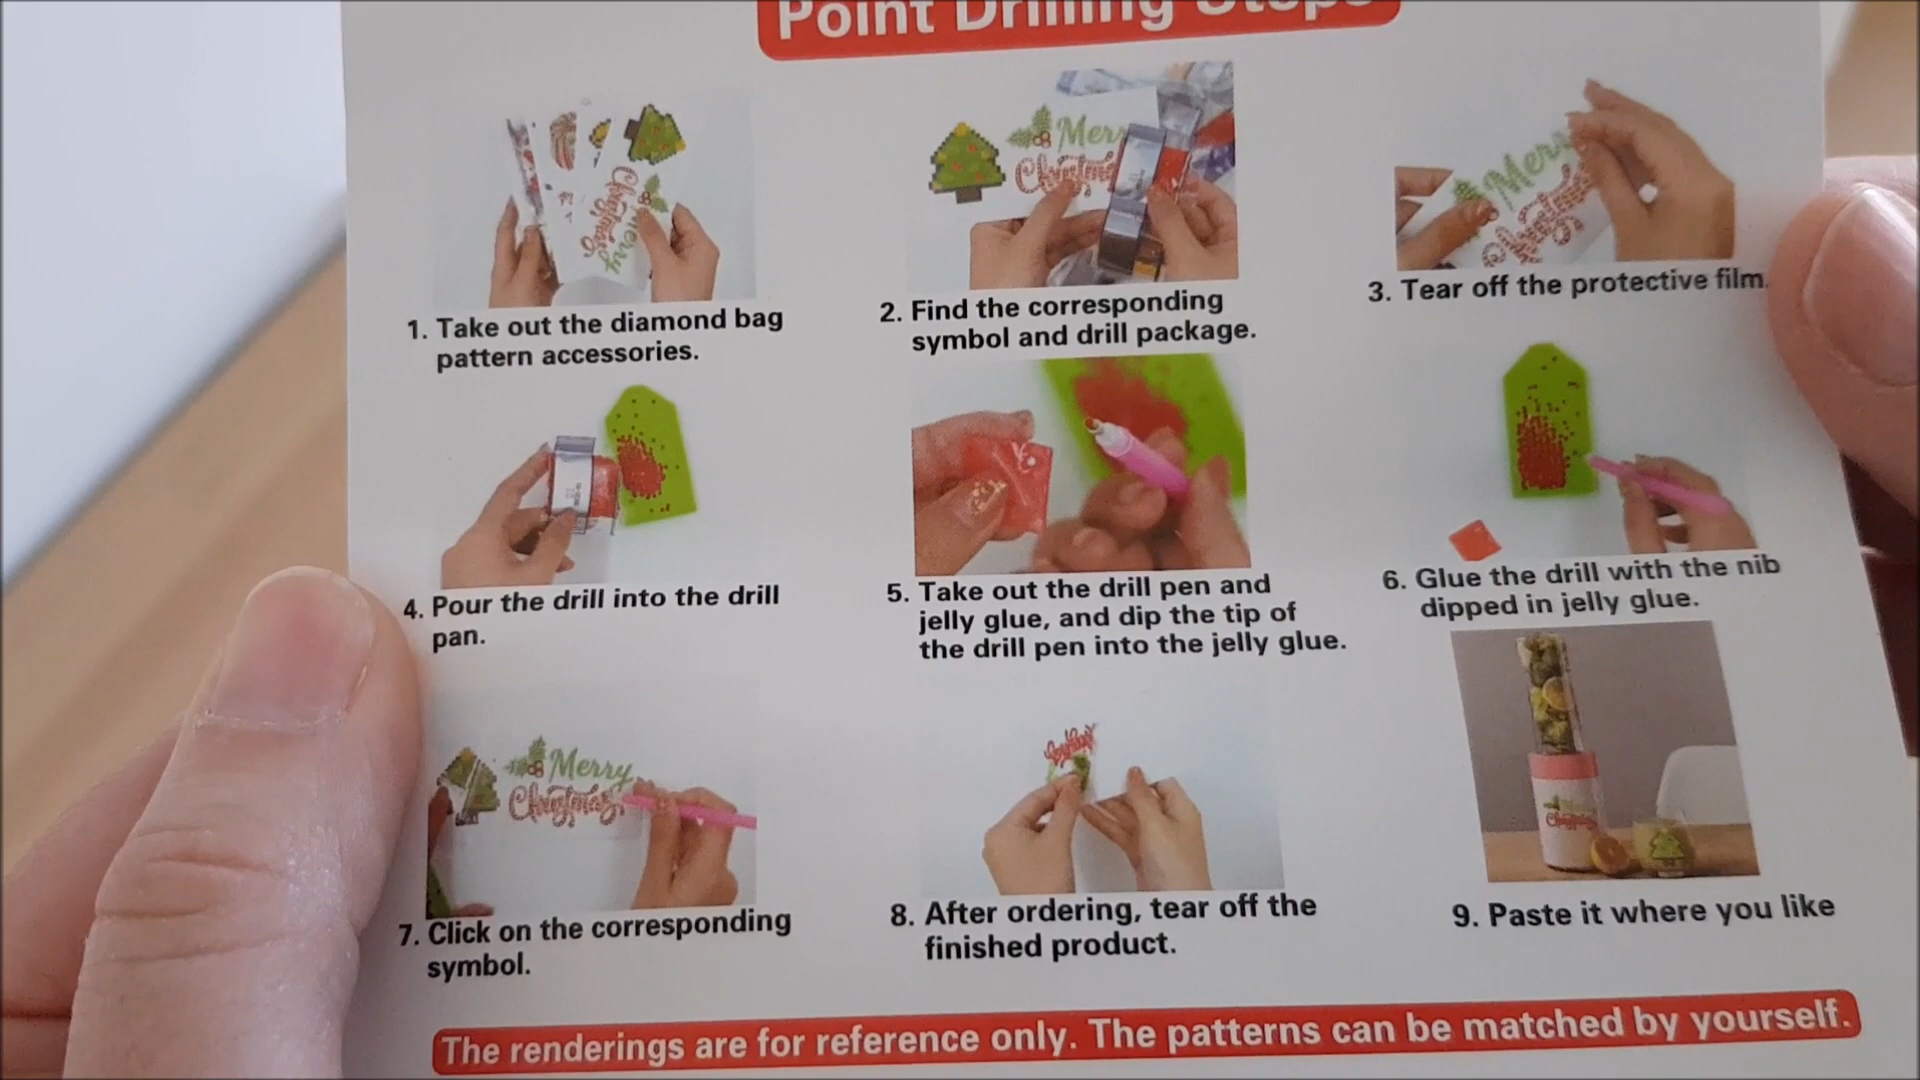 Point Drilling Steps
1. Take out the diamond bag
pattern accessories.
2. Find the corresponding
symbol and drill package.
3. Tear off the protective film.
4. Pour the drill into the drill
pan.
5. Take out the drill pen and
jelly glue, and dip the tip of
the drill pen into the jelly glue.
6. Glue the drill with the nib
dipped in jelly glue.
7. Click on the corresponding
symbol.
8. After ordering, tear off the
finished product.
9. Paste it where you like
Merry
Christmas
The renderings are for reference only. The patterns can be matched by yourself.